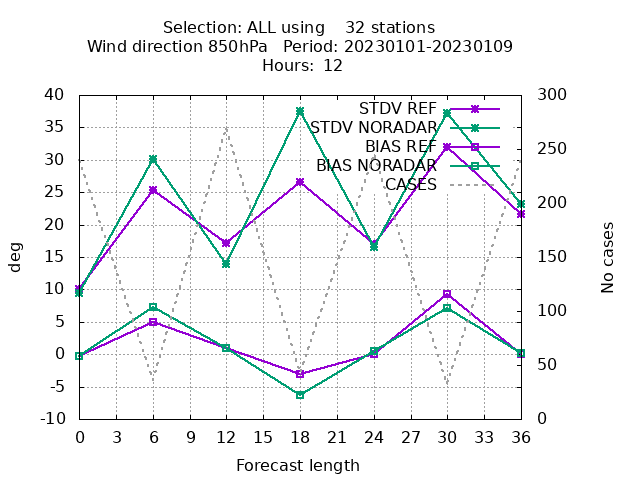 Selection: ALL using    32 stations
Wind direction 850hPa   Period: 20230101-20230109
Hours:  12
STDV REF
STDV NORADAR
BIAS REF
BIAS NORADAR
CASES
40
35
30
25
20
15
10
5
0
-5
-10
deg
300
250
200
150
100
50
0
No cases
0 3 6 9 12 15 18 21 24 27 30 33 36
Forecast length